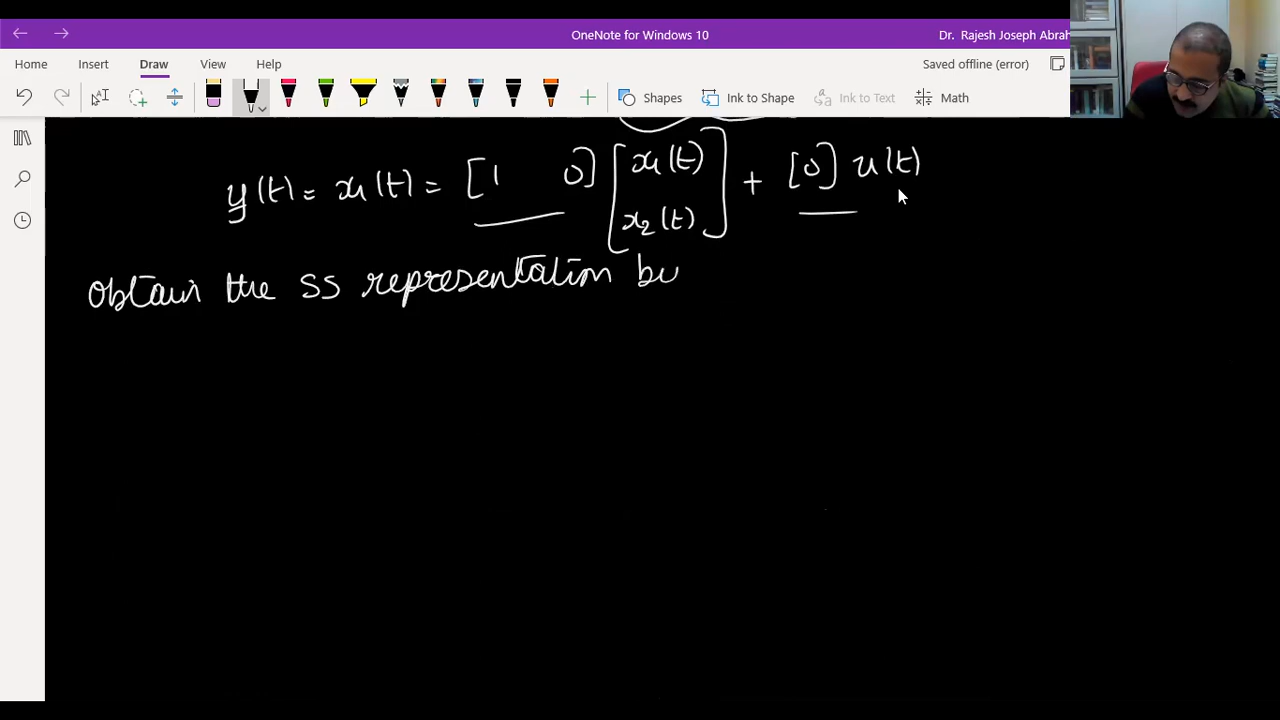 OneNote for Windows 10
Dr. Rajesh Joseph Abrah
Home Insert Draw View Help
Saved offline (error)
Shapes Ink to Shape Ink to Text Math
y(t) = x1(t) = [1 0] [x1(t) x2(t)] + [0] u(t)
Obtain the SS representation